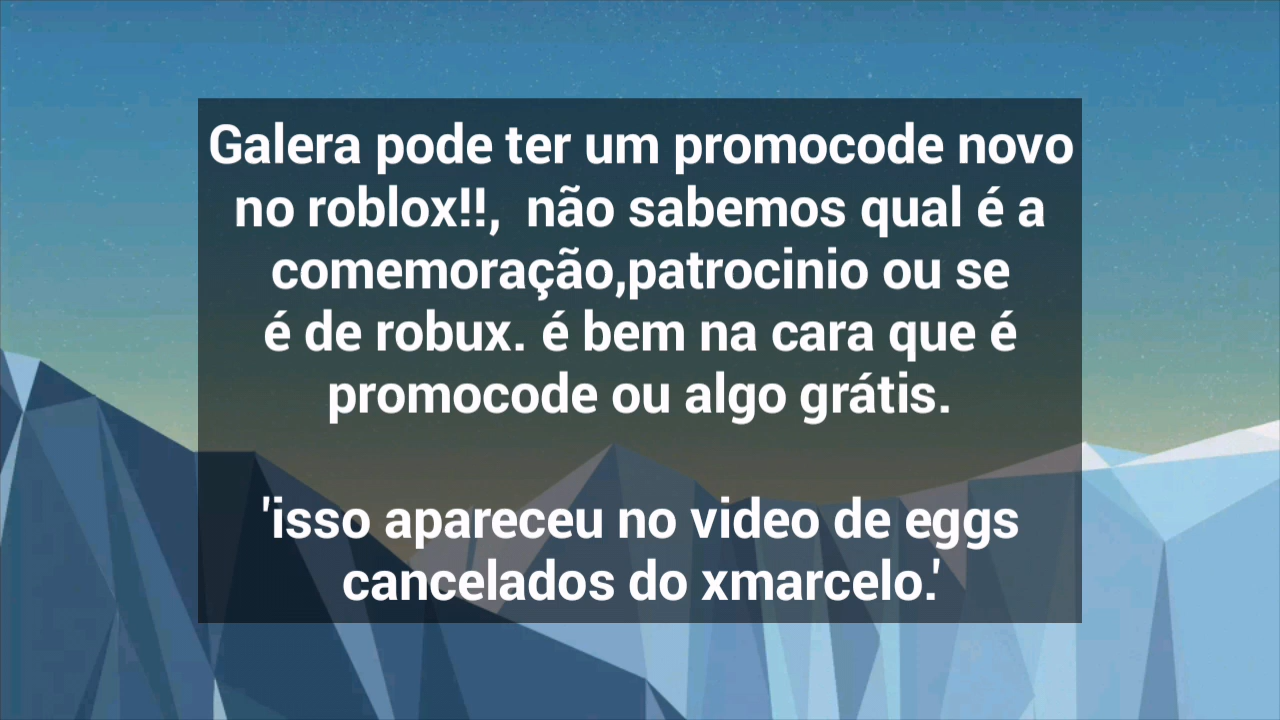 Galera pode ter um promocode novo
no roblox!!,  não sabemos qual é a
comemoração,patrocinio ou se
é de robux. é bem na cara que é
promocode ou algo grátis.
'isso apareceu no video de eggs
cancelados do xmarcelo.'